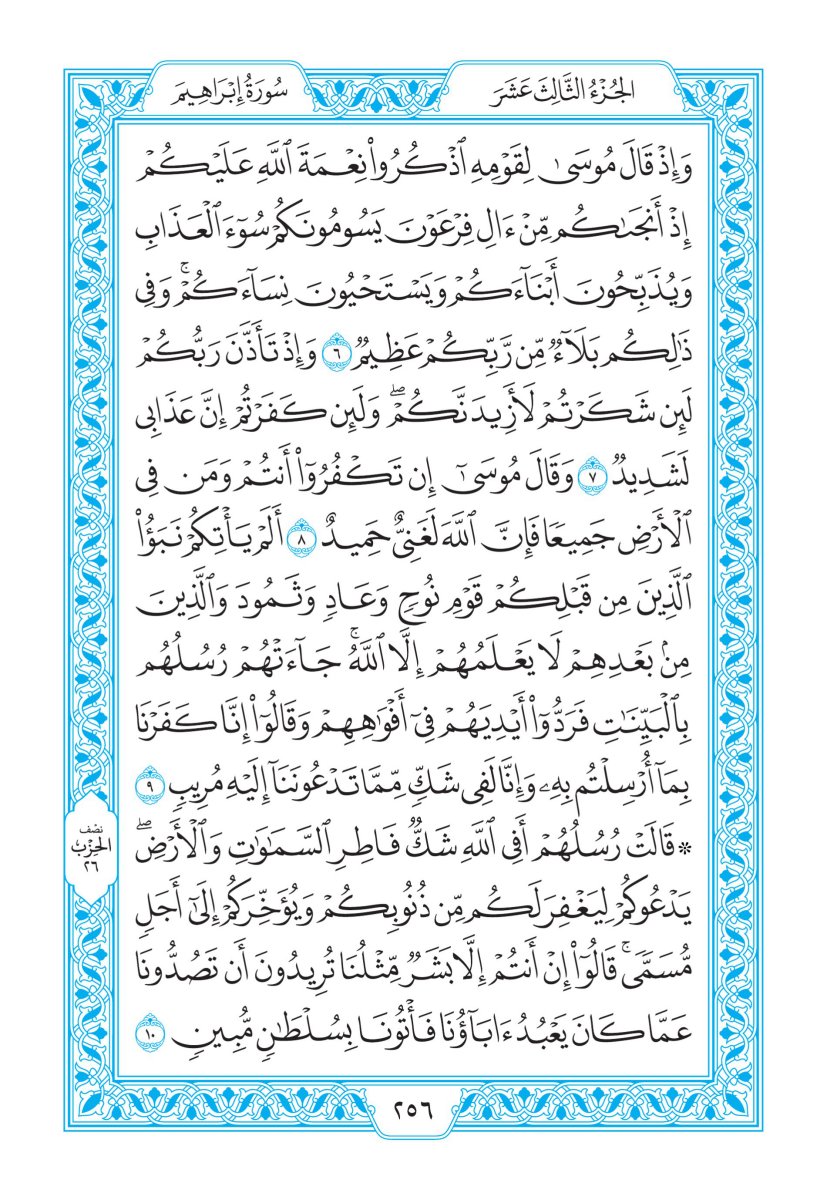 الجُزْءُ الثَّالِثَ عَشَرَ
سُورَةُ إِبْرَاهِيمَ
وَإِذۡ قَالَ مُوسَىٰ لِقَوۡمِهِ ٱذۡكُرُواْ نِعۡمَةَ ٱللَّهِ عَلَيۡكُمۡ
إِذۡ أَنجَىٰكُم مِّنۡ ءَالِ فِرۡعَوۡنَ يَسُومُونَكُمۡ سُوٓءَ ٱلۡعَذَابِ
وَيُذَبِّحُونَ أَبۡنَآءَكُمۡ وَيَسۡتَحۡيُونَ نِسَآءَكُمۡۚ وَفِي
ذَٰلِكُم بَلَآءٞ مِّن رَّبِّكُمۡ عَظِيمٞ ٦ وَإِذۡ تَأَذَّنَ رَبُّكُمۡ
لَئِن شَكَرۡتُمۡ لَأَزِيدَنَّكُمۡۖ وَلَئِن كَفَرۡتُمۡ إِنَّ عَذَابِي
لَشَدِيدٞ ٧ وَقَالَ مُوسَىٰٓ إِن تَكۡفُرُوٓاْ أَنتُمۡ وَمَن فِي
ٱلۡأَرۡضِ جَمِيعٗا فَإِنَّ ٱللَّهَ لَغَنِيٌّ حَمِيدٌ ٨ أَلَمۡ يَأۡتِكُمۡ نَبَؤُاْ
ٱلَّذِينَ مِن قَبۡلِكُمۡ قَوۡمِ نُوحٖ وَعَادٖ وَثَمُودَ وَٱلَّذِينَ
مِنۢ بَعۡدِهِمۡ لَا يَعۡلَمُهُمۡ إِلَّا ٱللَّهُۚ جَآءَتۡهُمۡ رُسُلُهُم
بِٱلۡبَيِّنَٰتِ فَرَدُّوٓاْ أَيۡدِيَهُمۡ فِيٓ أَفۡوَٰهِهِمۡ وَقَالُوٓاْ إِنَّا كَفَرۡنَا
بِمَآ أُرۡسِلۡتُم بِهِۦ وَإِنَّا لَفِي شَكّٖ مِّمَّا تَدۡعُونَنَآ إِلَيۡهِ مُرِيبٖ ٩
* قَالَتۡ رُسُلُهُمۡ أَفِي ٱللَّهِ شَكّٞ فَاطِرِ ٱلسَّمَٰوَٰتِ وَٱلۡأَرۡضِۖ
يَدۡعُوكُمۡ لِيَغۡفِرَ لَكُم مِّن ذُنُوبِكُمۡ وَيُؤَخِّرَكُمۡ إِلَىٰٓ أَجَلٖ
مُّسَمّٗىۚ قَالُوٓاْ إِنۡ أَنتُمۡ إِلَّا بَشَرٞ مِّثۡلُنَا تُرِيدُونَ أَن تَصُدُّونَا
عَمَّا كَانَ يَعۡبُدُ ءَابَآؤُنَا فَأۡتُونَا بِسُلۡطَٰنٖ مُّبِينٖ ١٠
نصف
الحزب
٢٦
٢٥٦